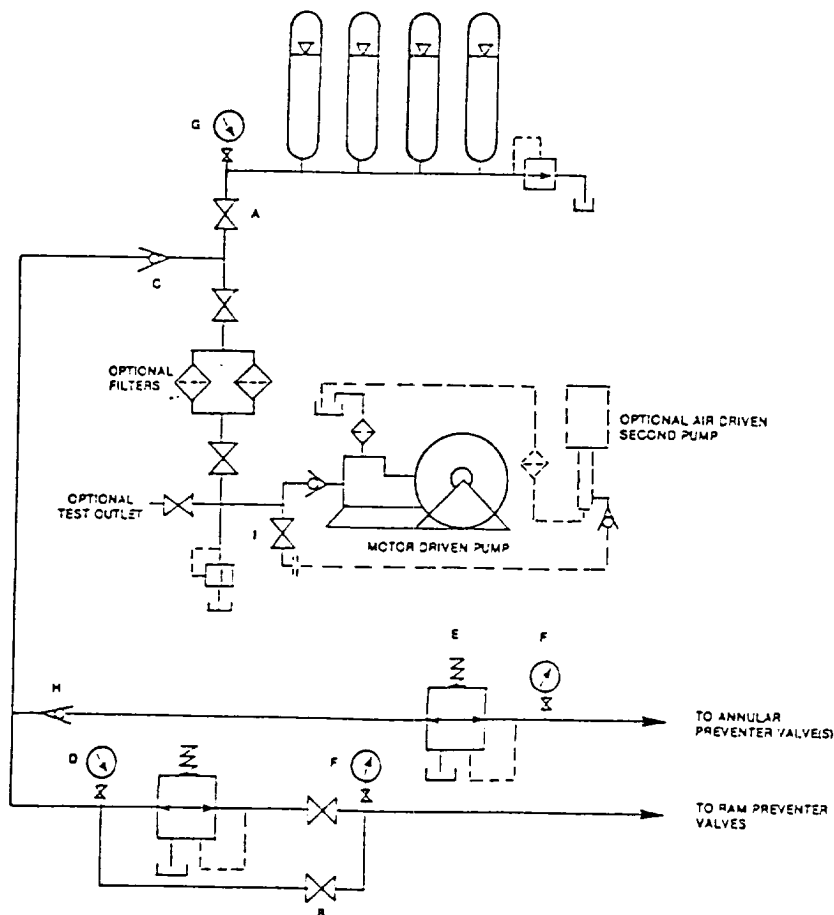 G
A
C
OPTIONAL
FILTERS
OPTIONAL AIR DRIVEN
SECOND PUMP
OPTIONAL
TEST OUTLET
I
MOTOR DRIVEN PUMP
E
F
H
TO ANNULAR
PREVENTER VALVE(S)
D
F
TO RAM PREVENTER
VALVES
B